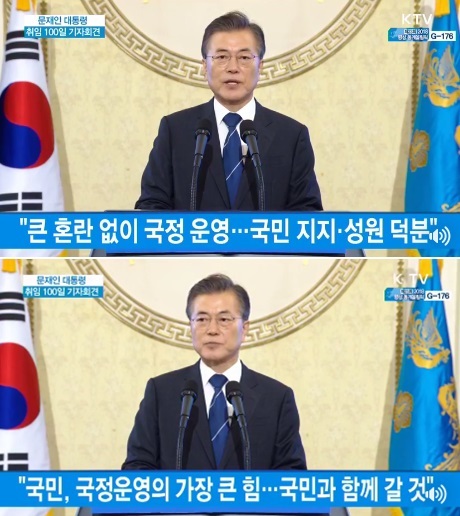 문재인 대통령
취임 100일 기자회견
KTV
G-176
"큰 혼란 없이 국정 운영…국민 지지·성원 덕분"
문재인 대통령
취임 100일 기자회견
KTV
G-176
"국민, 국정운영의 가장 큰 힘…국민과 함께 갈 것"